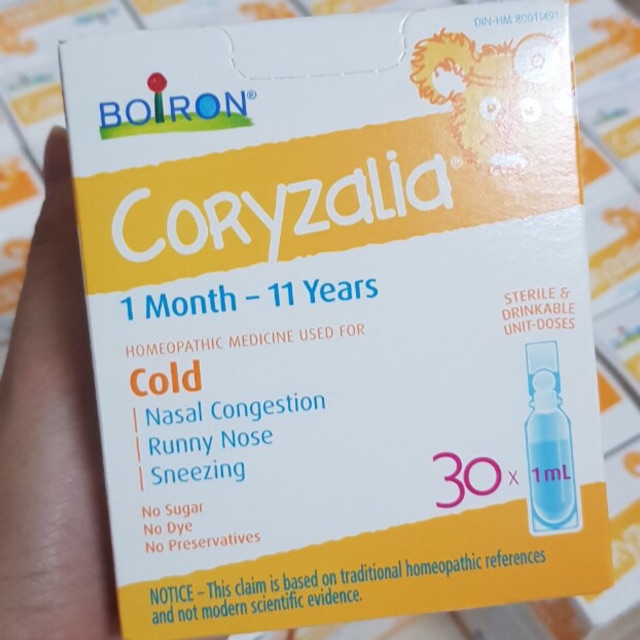 DIN-HM 80011491
BOIRON®
CORYZALIA®
1 Month – 11 Years
HOMEOPATHIC MEDICINE USED FOR
Cold
Nasal Congestion
Runny Nose
Sneezing
STERILE &
DRINKABLE
UNIT-DOSES
30 x 1 mL
No Sugar
No Dye
No Preservatives
NOTICE – This claim is based on traditional homeopathic references
and not modern scientific evidence.